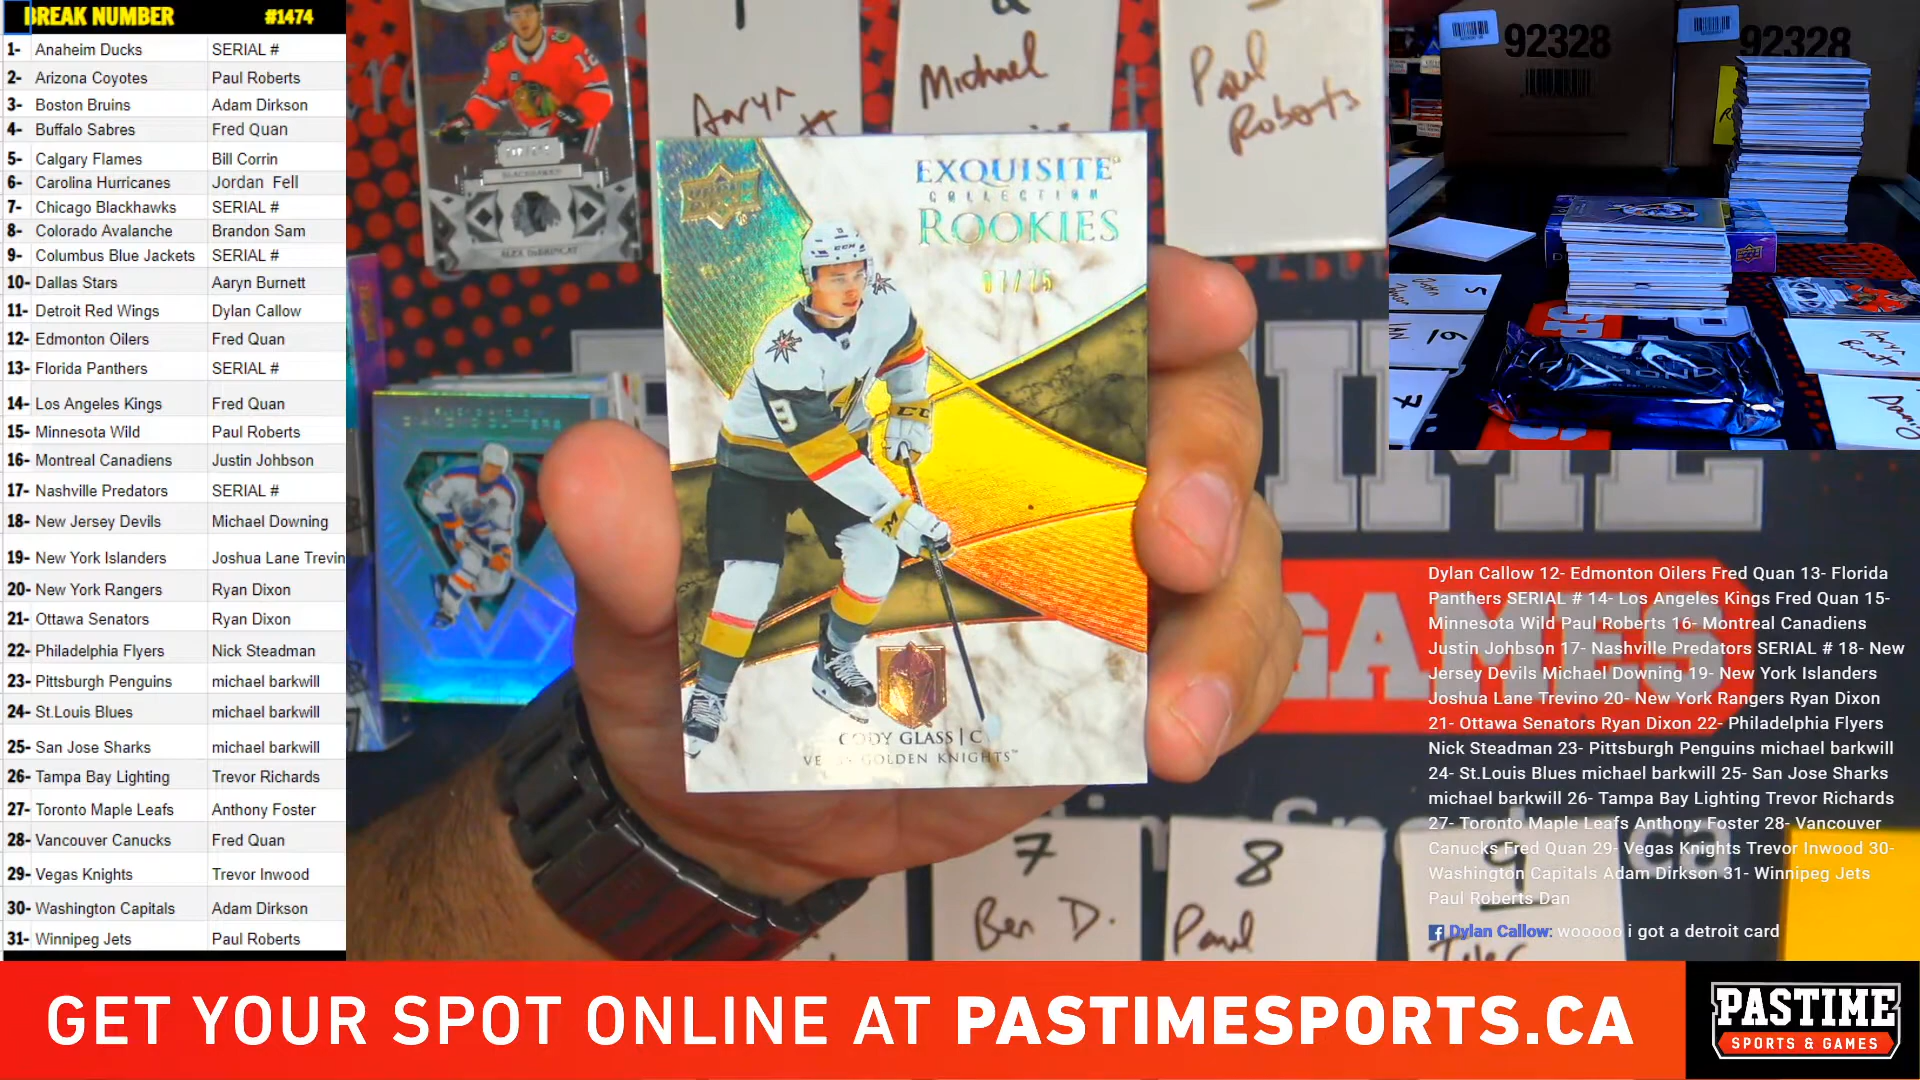 BREAK NUMBER #1474
1- Anaheim Ducks SERIAL #
2- Arizona Coyotes Paul Roberts
3- Boston Bruins Adam Dirkson
4- Buffalo Sabres Fred Quan
5- Calgary Flames Bill Corrin
6- Carolina Hurricanes Jordan Fell
7- Chicago Blackhawks SERIAL #
8- Colorado Avalanche Brandon Sam
9- Columbus Blue Jackets SERIAL #
10- Dallas Stars Aaryn Burnett
11- Detroit Red Wings Dylan Callow
12- Edmonton Oilers Fred Quan
13- Florida Panthers SERIAL #
14- Los Angeles Kings Fred Quan
15- Minnesota Wild Paul Roberts
16- Montreal Canadiens Justin Johbson
17- Nashville Predators SERIAL #
18- New Jersey Devils Michael Downing
19- New York Islanders Joshua Lane Trevin
20- New York Rangers Ryan Dixon
21- Ottawa Senators Ryan Dixon
22- Philadelphia Flyers Nick Steadman
23- Pittsburgh Penguins michael barkwill
24- St.Louis Blues michael barkwill
25- San Jose Sharks michael barkwill
26- Tampa Bay Lighting Trevor Richards
27- Toronto Maple Leafs Anthony Foster
28- Vancouver Canucks Fred Quan
29- Vegas Knights Trevor Inwood
30- Washington Capitals Adam Dirkson
31- Winnipeg Jets Paul Roberts
Aaryn
Michael
Paul
Roberts
EXQUISITE
COLLECTION
ROOKIES
CCM
9
CODY GLASS | C
GOLDEN KNIGHTS™
7
Ben D.
8
Paul
9
Tyler
92328
92328
GAMES
Dylan Callow 12- Edmonton Oilers Fred Quan 13- Florida
Panthers SERIAL # 14- Los Angeles Kings Fred Quan 15-
Minnesota Wild Paul Roberts 16- Montreal Canadiens
Justin Johbson 17- Nashville Predators SERIAL # 18- New
Jersey Devils Michael Downing 19- New York Islanders
Joshua Lane Trevino 20- New York Rangers Ryan Dixon
21- Ottawa Senators Ryan Dixon 22- Philadelphia Flyers
Nick Steadman 23- Pittsburgh Penguins michael barkwill
24- St.Louis Blues michael barkwill 25- San Jose Sharks
michael barkwill 26- Tampa Bay Lighting Trevor Richards
27- Toronto Maple Leafs Anthony Foster 28- Vancouver
Canucks Fred Quan 29- Vegas Knights Trevor Inwood 30-
Washington Capitals Adam Dirkson 31- Winnipeg Jets
Paul Roberts Dan
Dylan Callow: wooooo i got a detroit card
GET YOUR SPOT ONLINE AT PASTIMESPORTS.CA
PASTIME
SPORTS & GAMES